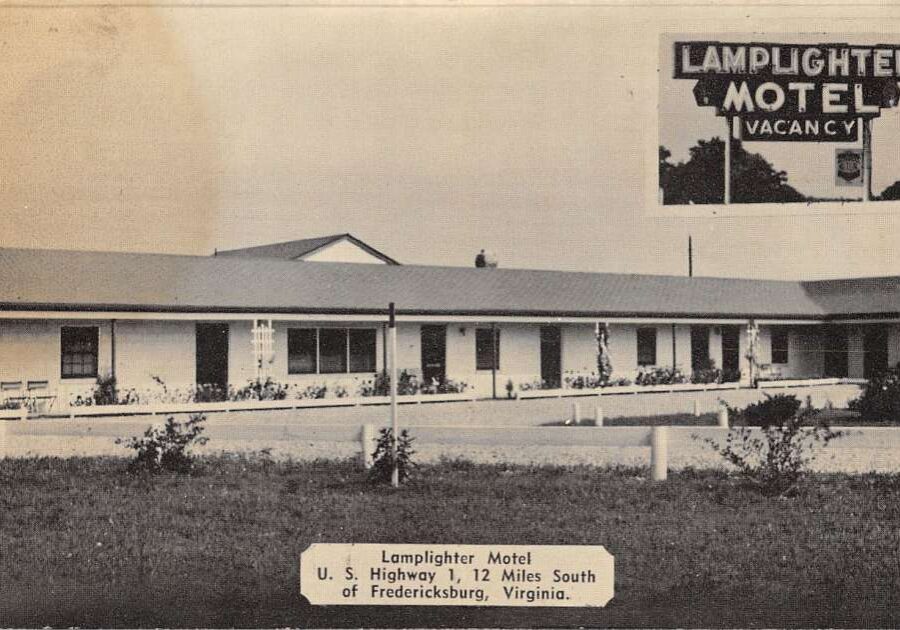 LAMPLIGHTER
MOTEL
VACANCY
Lamplighter Motel
U. S. Highway 1, 12 Miles South
of Fredericksburg, Virginia.